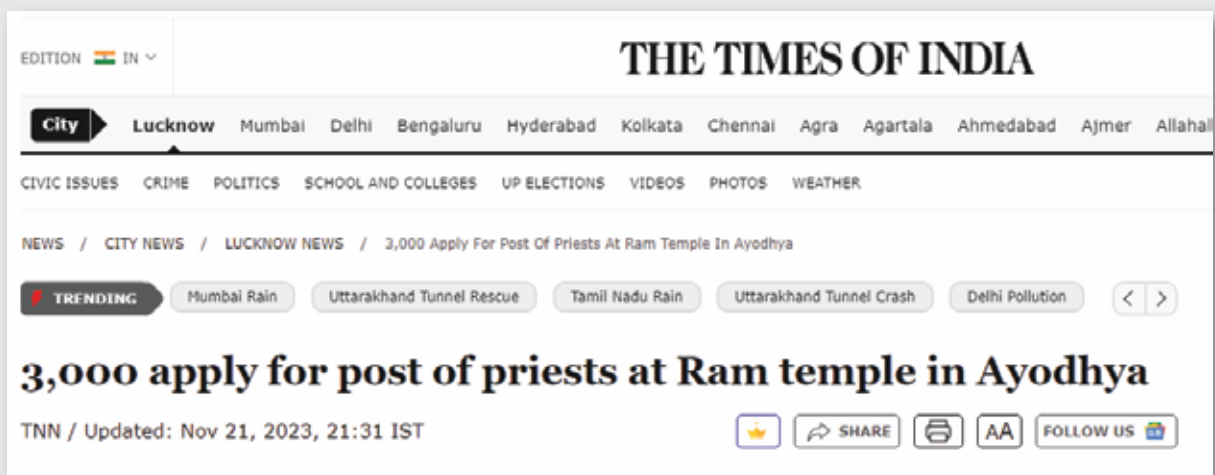 EDITION IN
THE TIMES OF INDIA
City Lucknow Mumbai Delhi Bengaluru Hyderabad Kolkata Chennai Agra Agartala Ahmedabad Ajmer Allahal
CIVIC ISSUES CRIME POLITICS SCHOOL AND COLLEGES UP ELECTIONS VIDEOS PHOTOS WEATHER
NEWS / CITY NEWS / LUCKNOW NEWS / 3,000 Apply For Post Of Priests At Ram Temple In Ayodhya
TRENDING Mumbai Rain Uttarakhand Tunnel Rescue Tamil Nadu Rain Uttarakhand Tunnel Crash Delhi Pollution < >
3,000 apply for post of priests at Ram temple in Ayodhya
TNN / Updated: Nov 21, 2023, 21:31 IST SHARE AA FOLLOW US